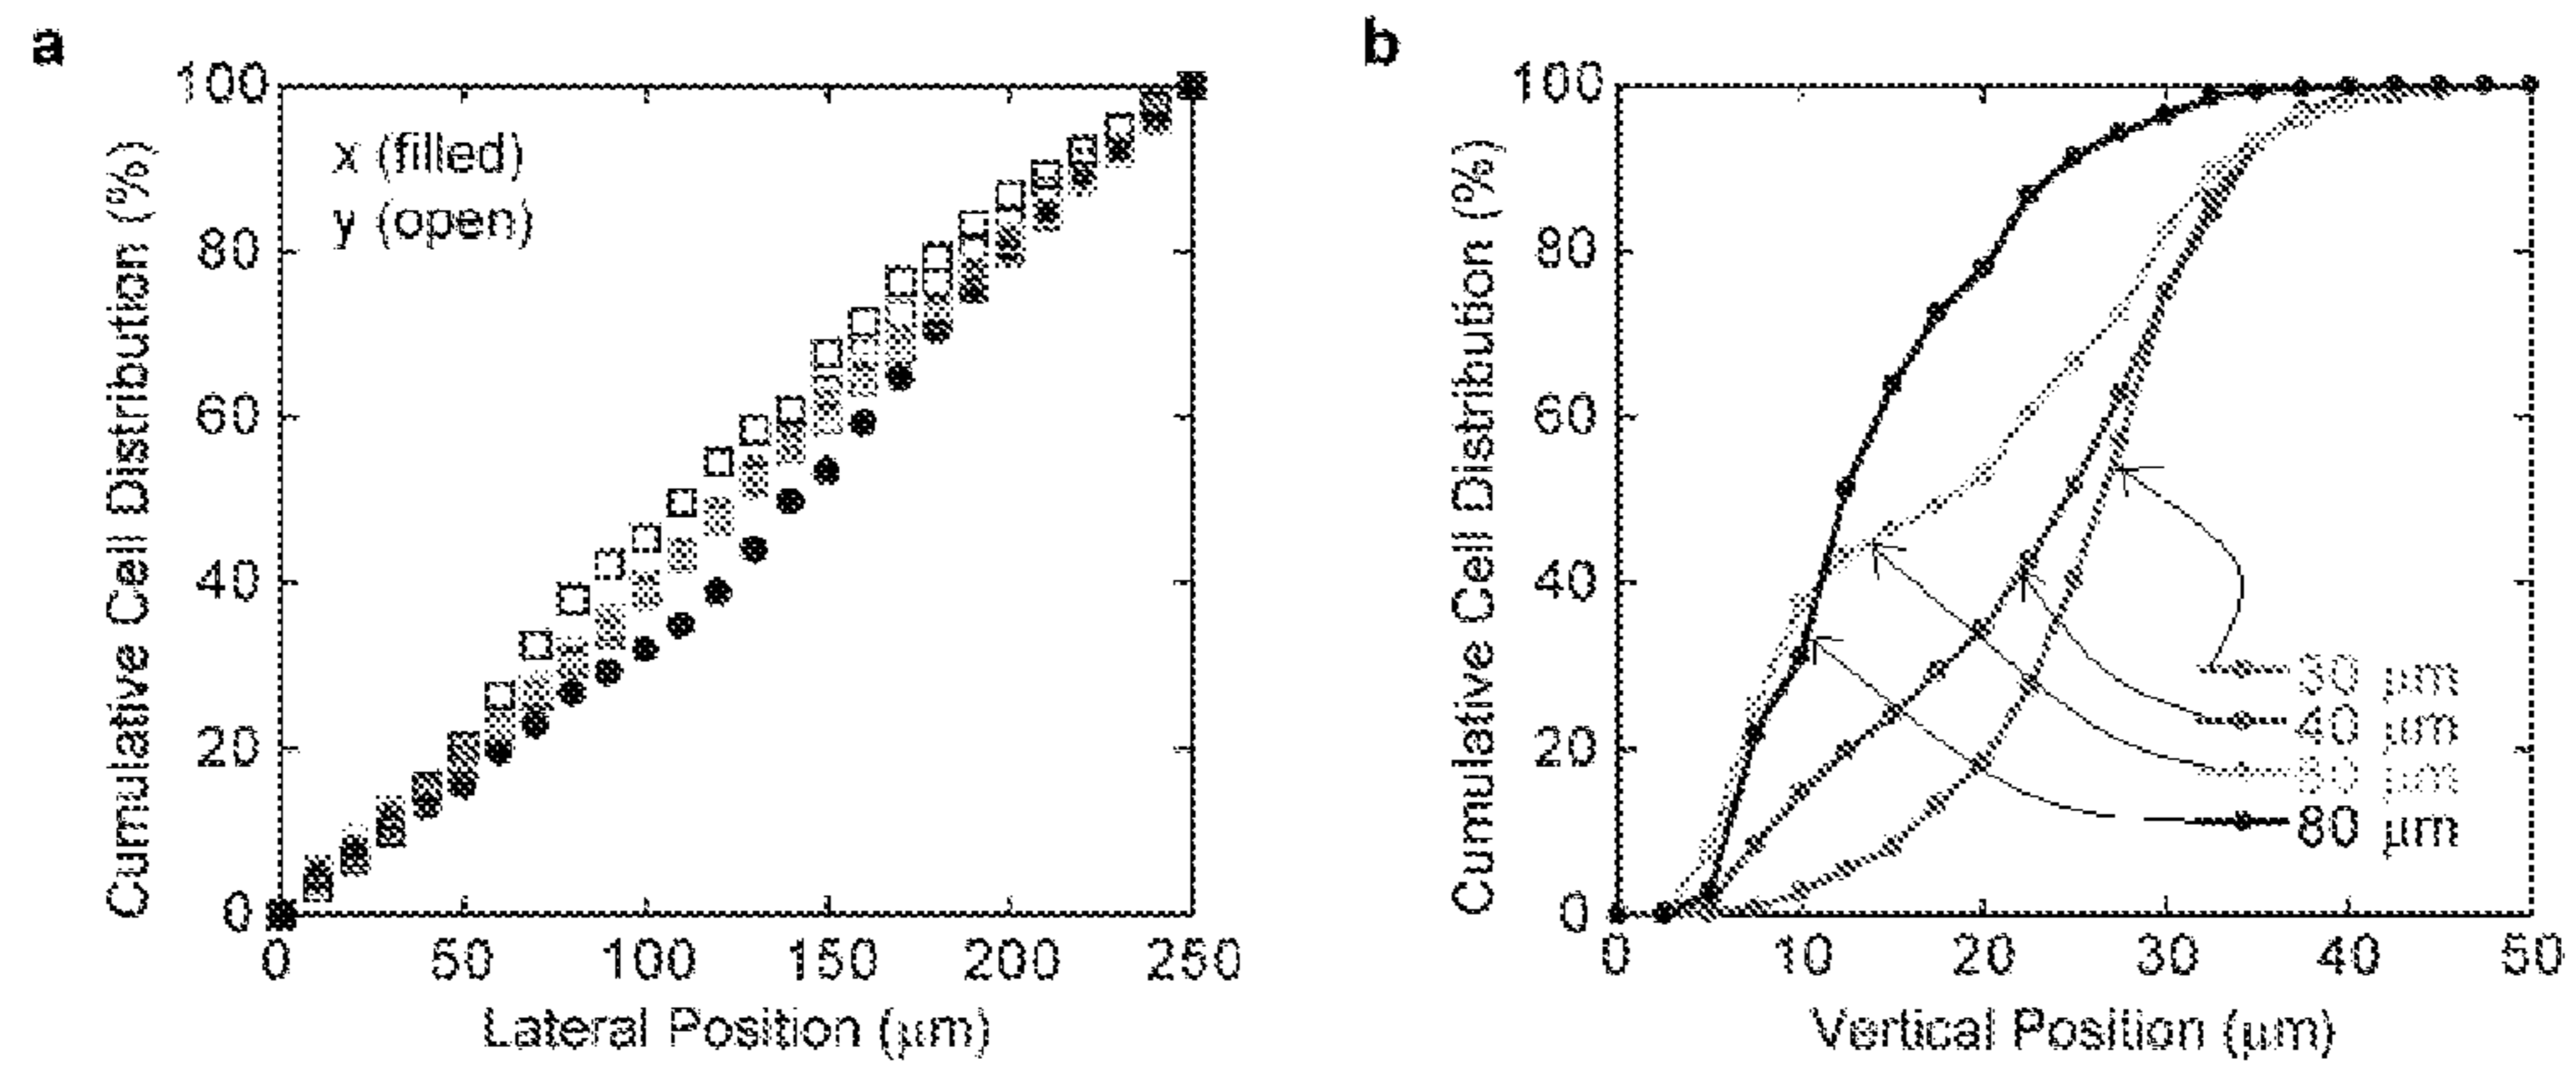 a
100
80
60
40
20
0
x (filled)
y (open)
Cumulative Cell Distribution (%)
0 50 100 150 200 250
Lateral Position (μm)
b
100
80
60
40
20
0
Cumulative Cell Distribution (%)
30 μm
40 μm
μm
80 μm
0 10 20 30 40 50
Vertical Position (μm)